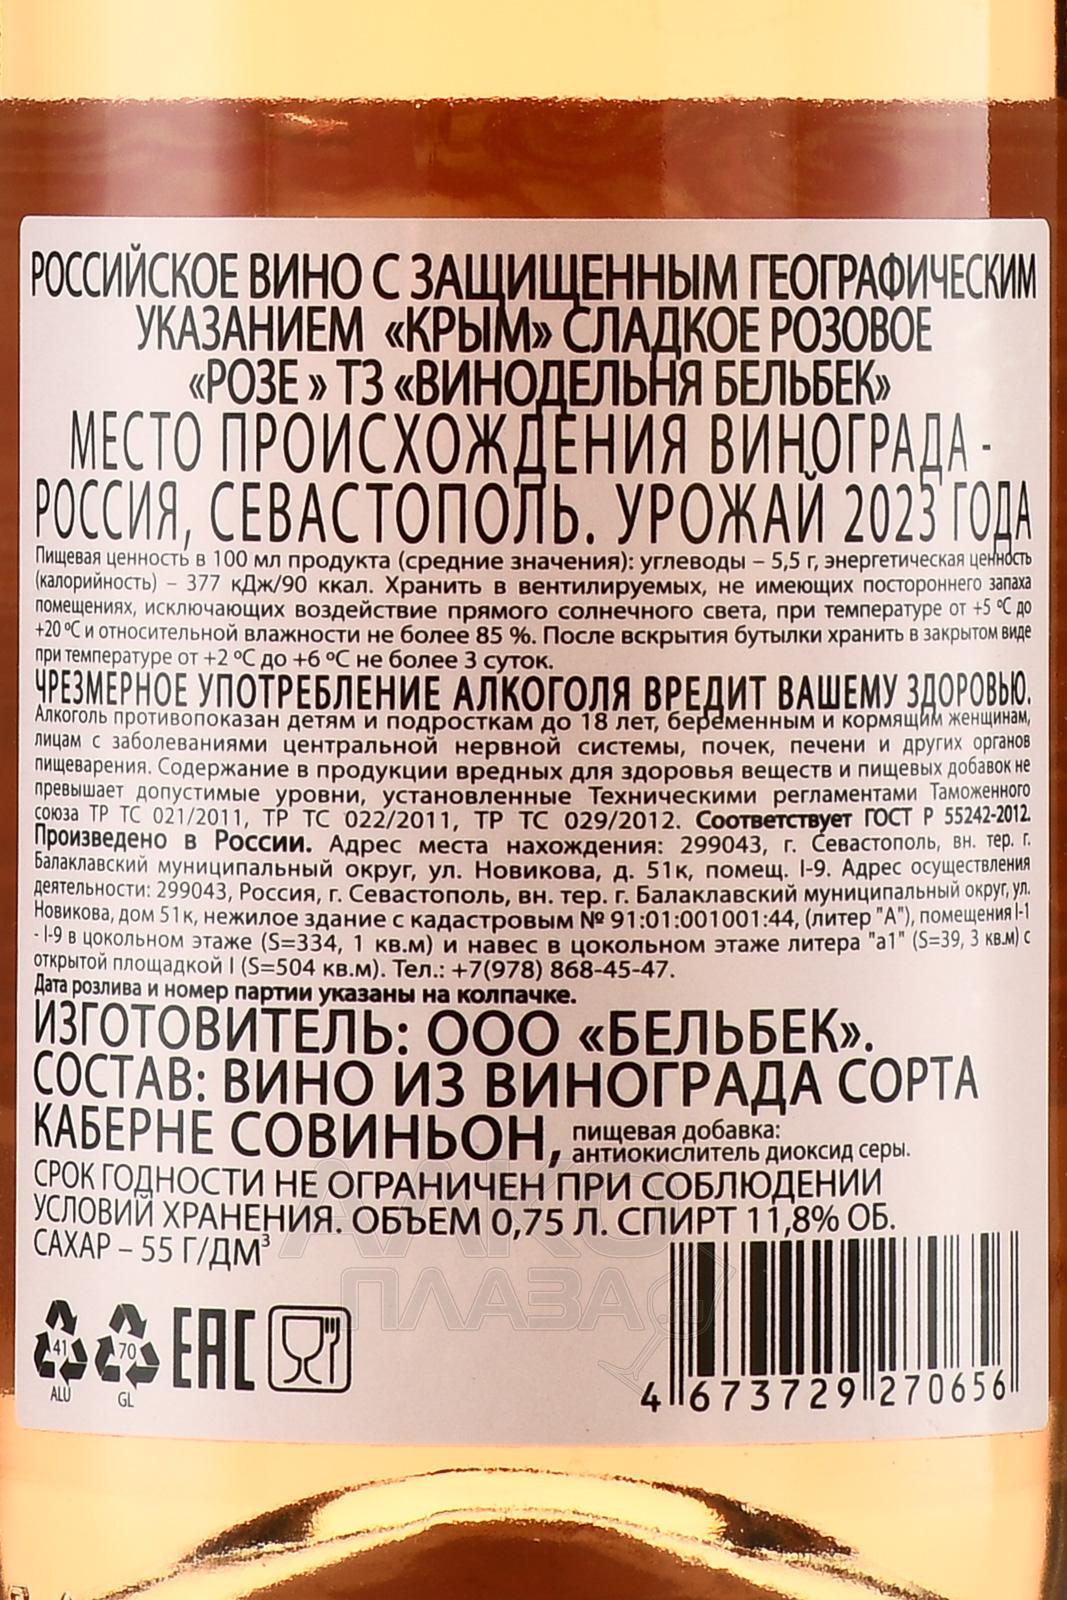 РОССИЙСКОЕ ВИНО С ЗАЩИЩЕННЫМ ГЕОГРАФИЧЕСКИМ
УКАЗАНИЕМ «КРЫМ» СЛАДКОЕ РОЗОВОЕ
«РОЗЕ » ТЗ «ВИНОДЕЛЬНЯ БЕЛЬБЕК»
МЕСТО ПРОИСХОЖДЕНИЯ ВИНОГРАДА -
РОССИЯ, СЕВАСТОПОЛЬ. УРОЖАЙ 2023 ГОДА
Пищевая ценность в 100 мл продукта (средние значения): углеводы – 5,5 г, энергетическая ценность
(калорийность) – 377 кДж/90 ккал. Хранить в вентилируемых, не имеющих постороннего запаха
помещениях, исключающих воздействие прямого солнечного света, при температуре от +5 ºС до
+20 ºС и относительной влажности не более 85 %. После вскрытия бутылки хранить в закрытом виде
при температуре от +2 ºС до +6 ºС не более 3 суток.
ЧРЕЗМЕРНОЕ УПОТРЕБЛЕНИЕ АЛКОГОЛЯ ВРЕДИТ ВАШЕМУ ЗДОРОВЬЮ.
Алкоголь противопоказан детям и подросткам до 18 лет, беременным и кормящим женщинам,
лицам с заболеваниями центральной нервной системы, почек, печени и других органов
пищеварения. Содержание в продукции вредных для здоровья веществ и пищевых добавок не
превышает допустимые уровни, установленные Техническими регламентами Таможенного
союза ТР ТС 021/2011, ТР ТС 022/2011, ТР ТС 029/2012. Соответствует ГОСТ Р 55242-2012.
Произведено в России. Адрес места нахождения: 299043, г. Севастополь, вн. тер. г.
Балаклавский муниципальный округ, ул. Новикова, д. 51к, помещ. I-9. Адрес осуществления
деятельности: 299043, Россия, г. Севастополь, вн. тер. г. Балаклавский муниципальный округ, ул.
Новикова, дом 51к, нежилое здание с кадастровым № 91:01:001001:44, (литер "А"), помещения I-1
- I-9 в цокольном этаже (S=334, 1 кв.м) и навес в цокольном этаже литера "а1" (S=39, 3 кв.м) с
открытой площадкой I (S=504 кв.м). Тел.: +7(978) 868-45-47.
Дата розлива и номер партии указаны на колпачке.
ИЗГОТОВИТЕЛЬ: ООО «БЕЛЬБЕК».
СОСТАВ: ВИНО ИЗ ВИНОГРАДА СОРТА
КАБЕРНЕ СОВИНЬОН, пищевая добавка:
антиокислитель диоксид серы.
СРОК ГОДНОСТИ НЕ ОГРАНИЧЕН ПРИ СОБЛЮДЕНИИ
УСЛОВИЙ ХРАНЕНИЯ. ОБЪЕМ 0,75 Л. СПИРТ 11,8% ОБ.
САХАР – 55 Г/ДМ³
АЛКО
ПЛАЗА
41
ALU
70
GL
EAC
4 673729 270656